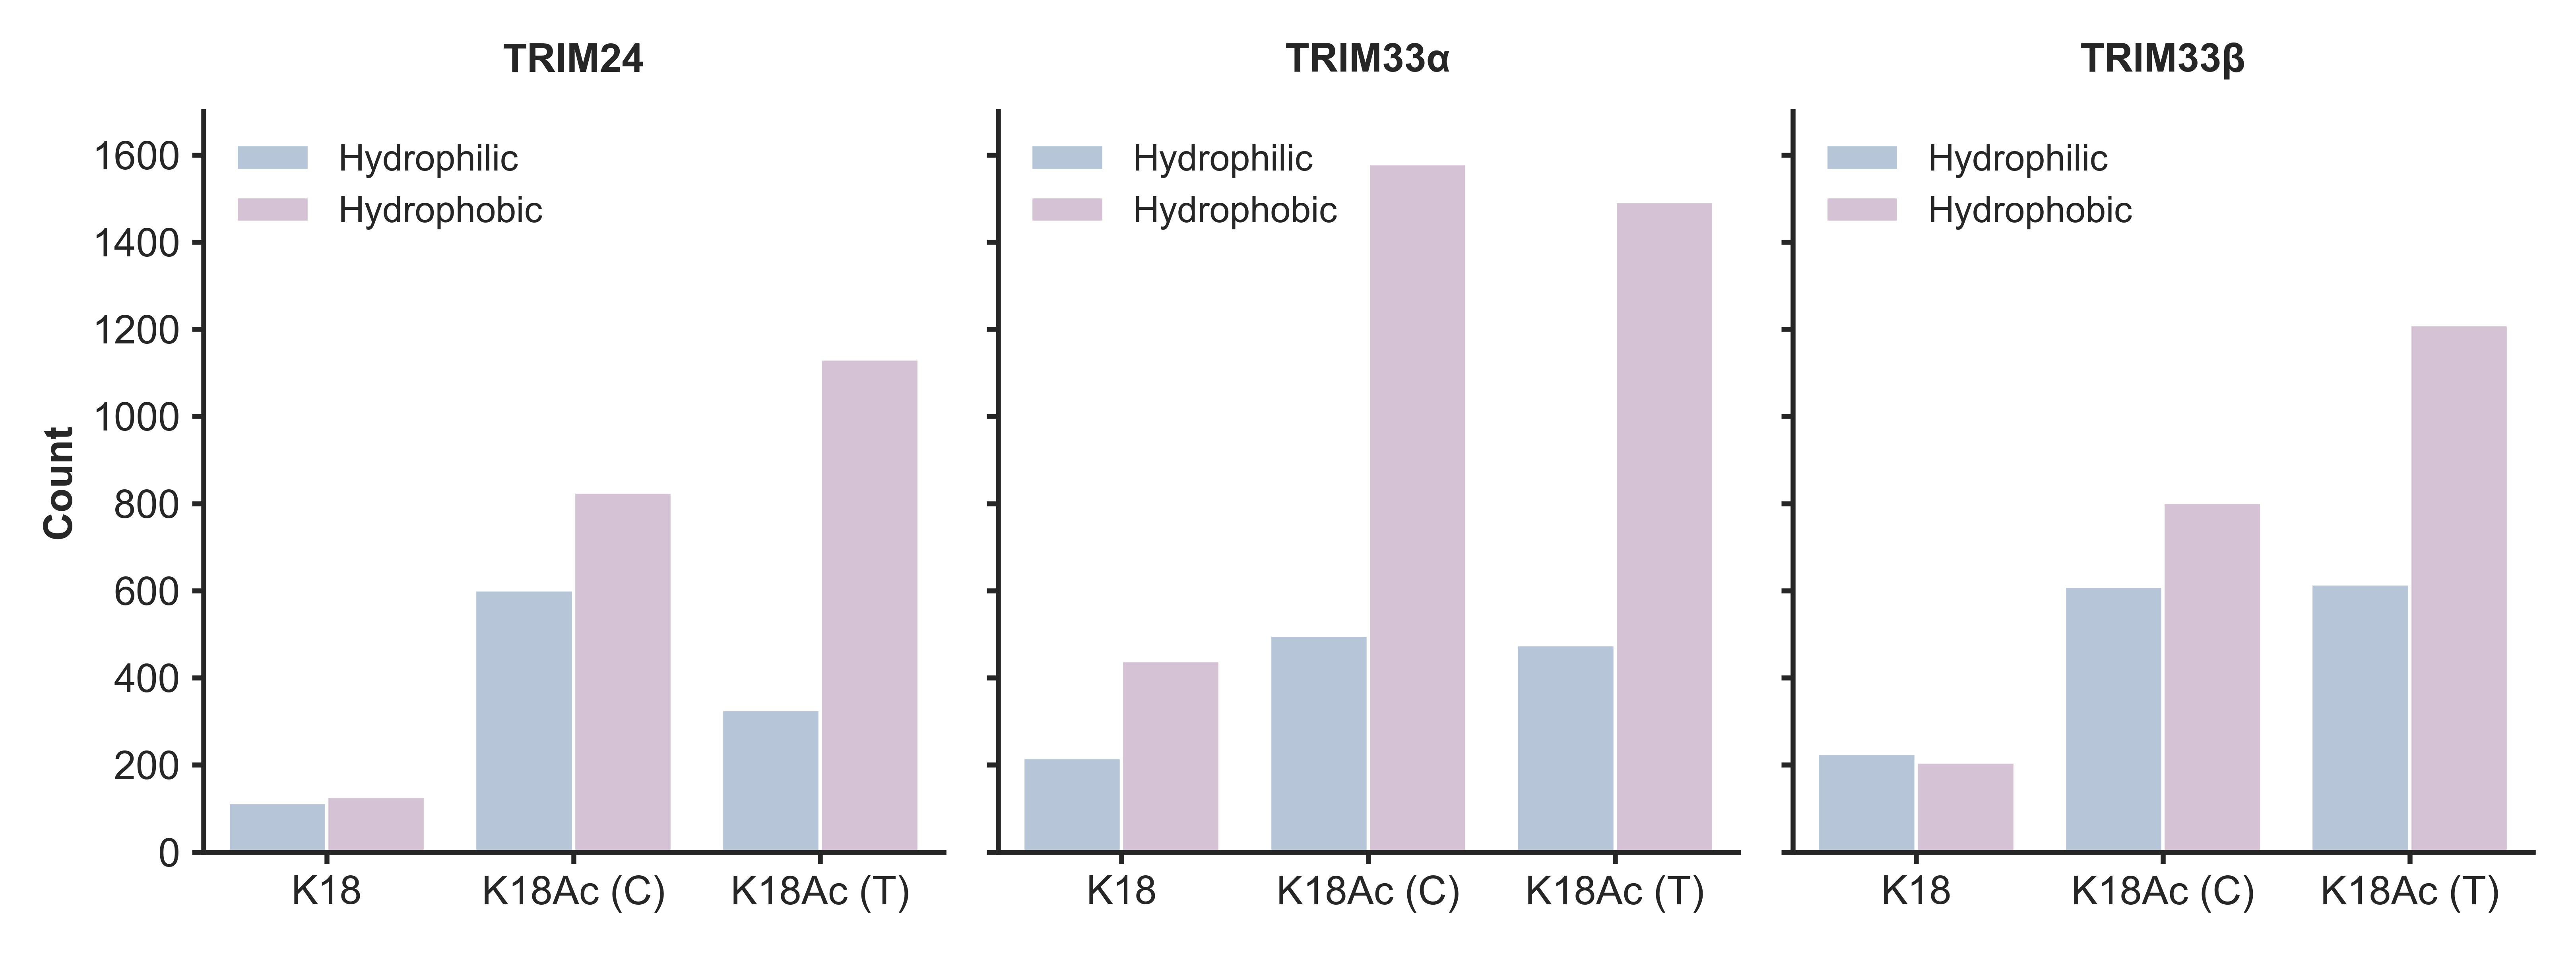 TRIM24
TRIM33α
TRIM33β
Hydrophilic
Hydrophobic
Hydrophilic
Hydrophobic
Hydrophilic
Hydrophobic
Count
1600
1400
1200
1000
800
600
400
200
0
K18 K18Ac (C) K18Ac (T)
K18 K18Ac (C) K18Ac (T)
K18 K18Ac (C) K18Ac (T)